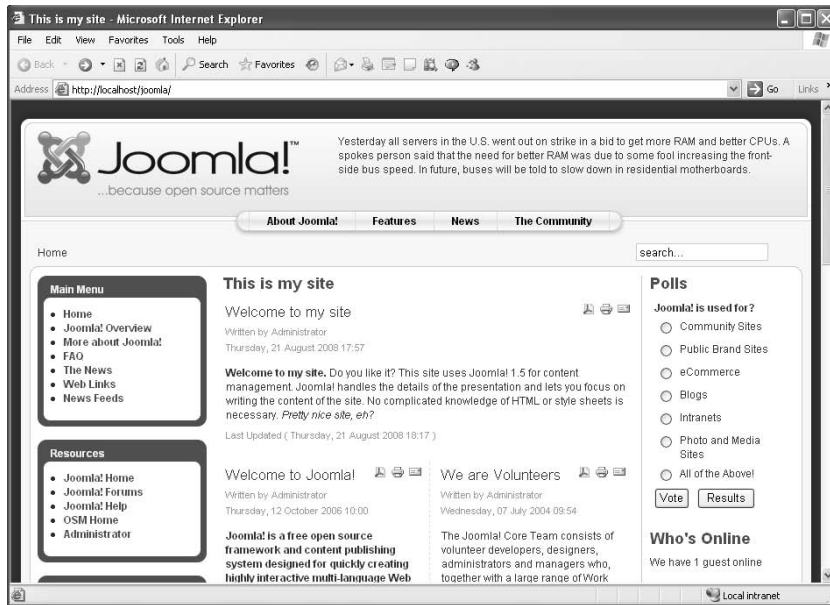 This is my site - Microsoft Internet Explorer
File Edit View Favorites Tools Help
Back Search Favorites
Address http://localhost/joomla/ Go Links »
Joomla!™
...because open source matters
Yesterday all servers in the U.S. went out on strike in a bid to get more RAM and better CPUs. A
spokes person said that the need for better RAM was due to some fool increasing the front-
side bus speed. In future, buses will be told to slow down in residential motherboards.
About Joomla! Features News The Community
Home
search...
Main Menu
Home
Joomla! Overview
More about Joomla!
FAQ
The News
Web Links
News Feeds
Resources
Joomla! Home
Joomla! Forums
Joomla! Help
OSM Home
Administrator
This is my site
Welcome to my site
Written by Administrator
Thursday, 21 August 2008 17:57
Welcome to my site. Do you like it? This site uses Joomla! 1.5 for content
management. Joomla! handles the details of the presentation and lets you focus on
writing the content of the site. No complicated knowledge of HTML or style sheets is
necessary. Pretty nice site, eh?
Last Updated ( Thursday, 21 August 2008 18:17 )
Welcome to Joomla!
Written by Administrator
Thursday, 12 October 2006 10:00
Joomla! is a free open source
framework and content publishing
system designed for quickly creating
highly interactive multi-language Web
We are Volunteers
Written by Administrator
Wednesday, 07 July 2004 09:54
The Joomla! Core Team consists of
volunteer developers, designers,
administrators and managers who,
together with a large range of Work
Polls
Joomla! is used for?
Community Sites
Public Brand Sites
eCommerce
Blogs
Intranets
Photo and Media
Sites
All of the Above!
Vote Results
Who's Online
We have 1 guest online
Local intranet